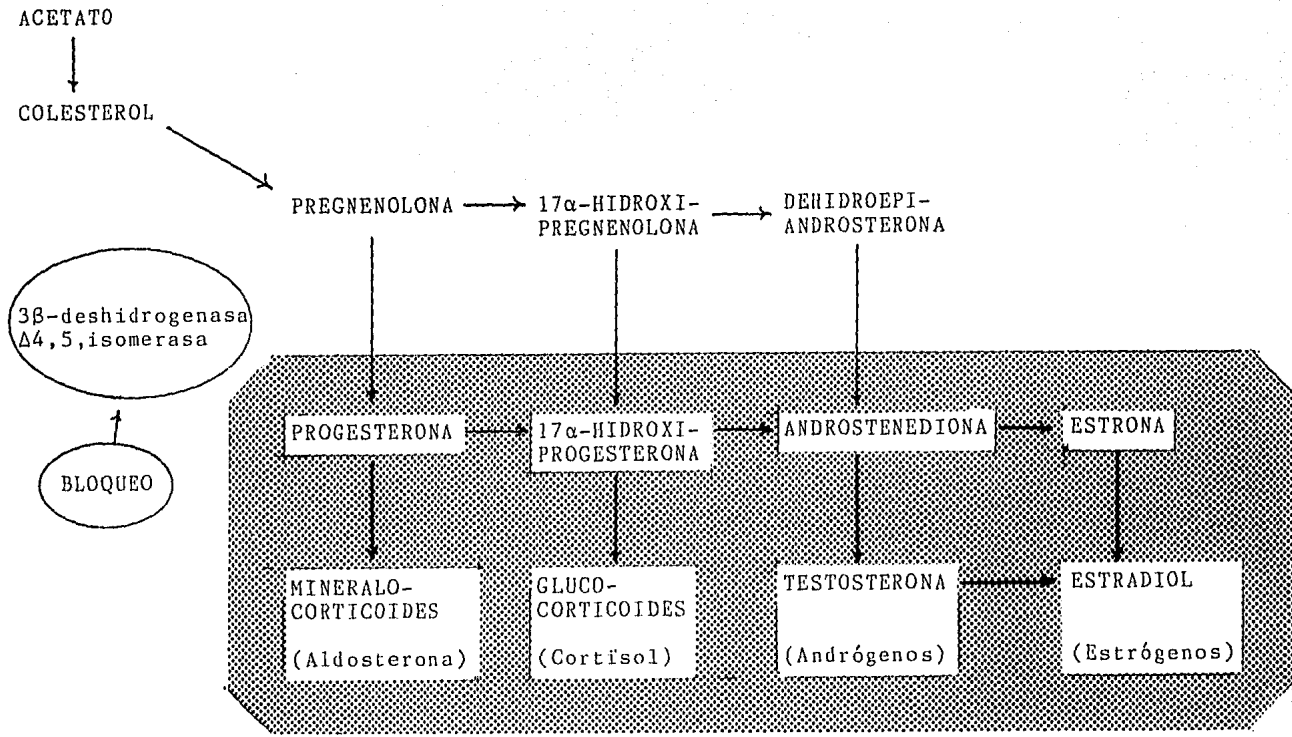 ACETATO
COLESTEROL
PREGNENOLONA
17α-HIDROXI-
PREGNENOLONA
DEHIDROEPI-
ANDROSTERONA
3β-deshidrogenasa
Δ4,5,isomerasa
BLOQUEO
PROGESTERONA
17α-HIDROXI-
PROGESTERONA
ANDROSTENEDIONA
ESTRONA
MINERALO-
CORTICOIDES
(Aldosterona)
GLUCO-
CORTICOIDES
(Cortisol)
TESTOSTERONA
(Andrógenos)
ESTRADIOL
(Estrógenos)